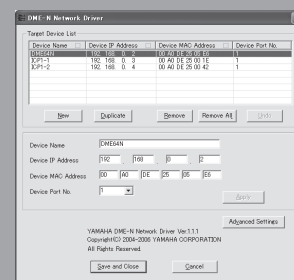 DME-N Network Driver
Target Device List
Device Name Device IP Address Device MAC Address Device Port No.
DME64N 192. 168. 0. 2 00 A0 DE 25 05 E6 1
ICP1-1 192. 168. 0. 3 00 A0 DE 25 00 1E 1
ICP1-2 192. 168. 0. 4 00 A0 DE 25 00 42 1
New Duplicate Remove Remove All Undo
Device Name DME64N
Device IP Address 192 168 0 2
Device MAC Address 00 A0 DE 25 05 E6
Device Port No. 1
Apply
Advanced Settings
YAMAHA DME-N Network Driver Ver.1.1.1
Copyright(C) 2004-2006 YAMAHA CORPORATION
All Rights Reserved.
Save and Close Cancel